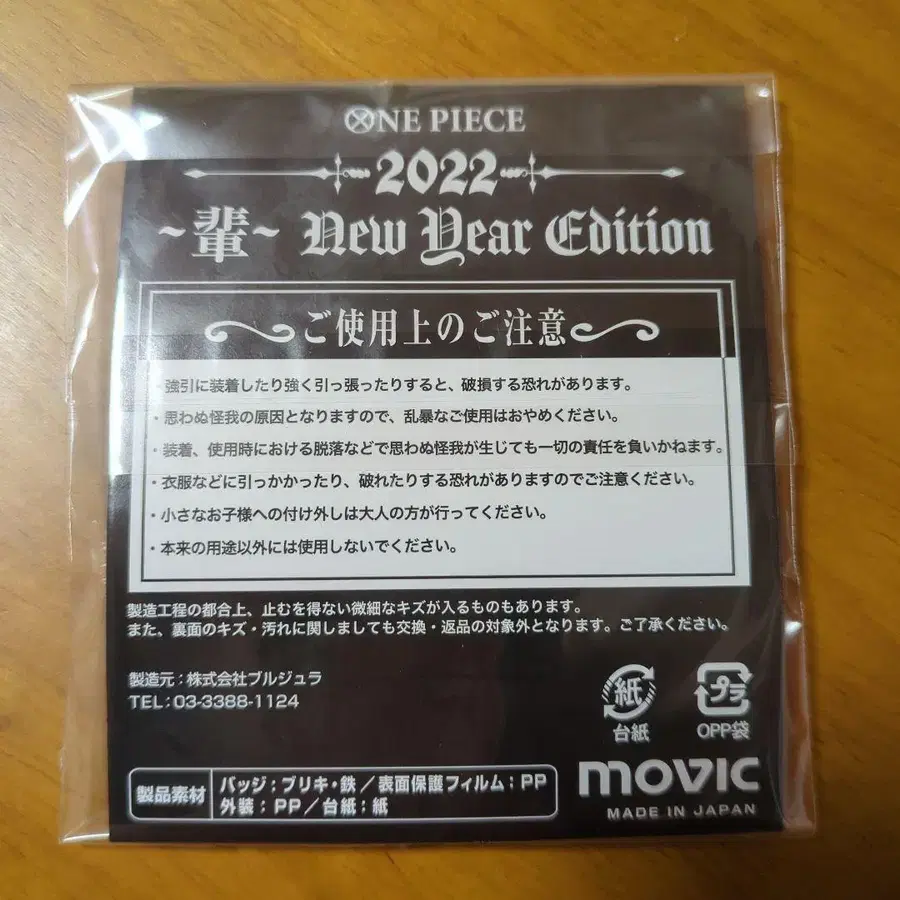 ONE PIECE
2022
~輩~ New Year Edition
ご使用上のご注意
・強引に装着したり強く引っ張ったりすると、破損する恐れがあります。
・思わぬ怪我の原因となりますので、乱暴なご使用はおやめください。
・装着、使用時における脱落などで思わぬ怪我が生じても一切の責任を負いかねます。
・衣服などに引っかかったり、破れたりする恐れがありますのでご注意ください。
・小さなお子様への付け外しは大人の方が行ってください。
・本来の用途以外には使用しないでください。
製造工程の都合上、止むを得ない微細なキズが入るものもあります。
また、裏面のキズ・汚れに関しましても交換・返品の対象外となります。ご了承ください。
製造元：株式会社ブルジュラ
TEL：03-3388-1124
紙
台紙
プラ
OPP袋
製品素材
バッジ：ブリキ・鉄／表面保護フィルム：PP
外装：PP／台紙：紙
movic
MADE IN JAPAN